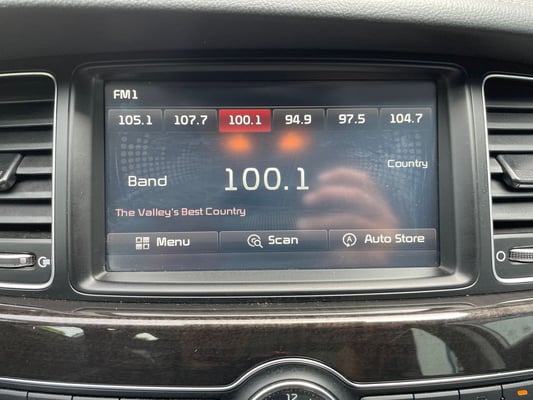 FM1
105.1 107.7 100.1 94.9 97.5 104.7
Country
Band 100.1
The Valley's Best Country
Menu Scan Auto Store
12